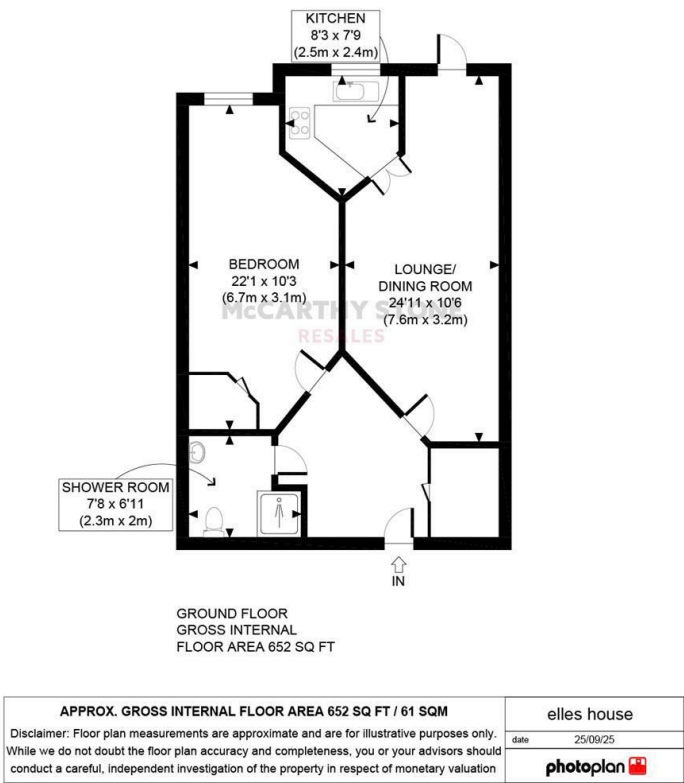 KITCHEN
8'3 x 7'9
(2.5m x 2.4m)
BEDROOM
22'1 x 10'3
(6.7m x 3.1m)
LOUNGE/
DINING ROOM
24'11 x 10'6
(7.6m x 3.2m)
McCARTHY STONE
RESALES
SHOWER ROOM
7'8 x 6'11
(2.3m x 2m)
IN
GROUND FLOOR
GROSS INTERNAL
FLOOR AREA 652 SQ FT
APPROX. GROSS INTERNAL FLOOR AREA 652 SQ FT / 61 SQM
Disclaimer: Floor plan measurements are approximate and are for illustrative purposes only.
While we do not doubt the floor plan accuracy and completeness, you or your advisors should
conduct a careful, independent investigation of the property in respect of monetary valuation
elles house
date 25/09/25
photoplan